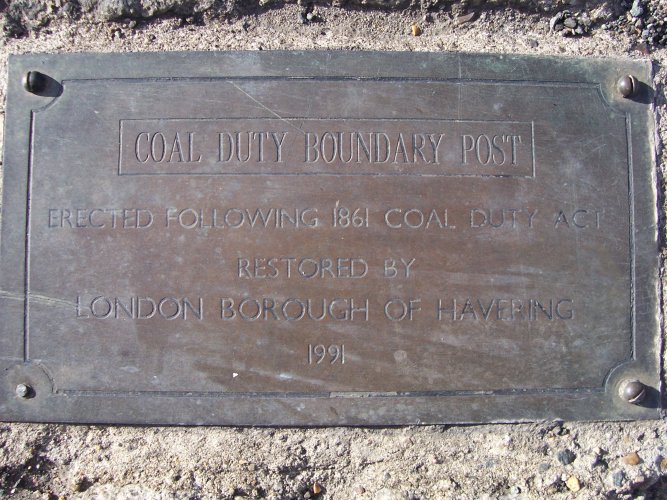 COAL DUTY BOUNDARY POST
ERECTED FOLLOWING 1861 COAL DUTY ACT
RESTORED BY
LONDON BOROUGH OF HAVERING
1991